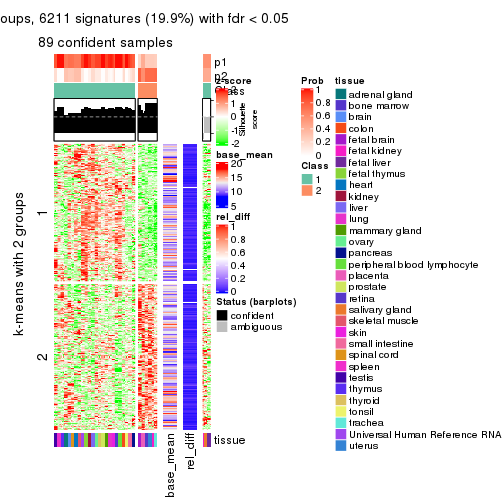 oups, 6211 signatures (19.9%) with fdr < 0.05
89 confident samples
p1
p2
Class
z-score
2
1
0
-1
-2
1
0.5
0
Silhouette
score
base_mean
20
15
10
5
rel_diff
1
0.8
0.6
0.4
0.2
0
Status (barplots)
confident
ambiguous
Prob
1
0.8
0.6
0.4
0.2
0
Class
1
2
tissue
adrenal gland
bone marrow
brain
colon
fetal brain
fetal kidney
fetal liver
fetal thymus
heart
kidney
liver
lung
mammary gland
ovary
pancreas
peripheral blood lymphocyte
placenta
prostate
retina
salivary gland
skeletal muscle
skin
small intestine
spinal cord
spleen
testis
thymus
thyroid
tonsil
trachea
Universal Human Reference RNA
uterus
k-means with 2 groups
1
2
tissue
base_mean
rel_diff